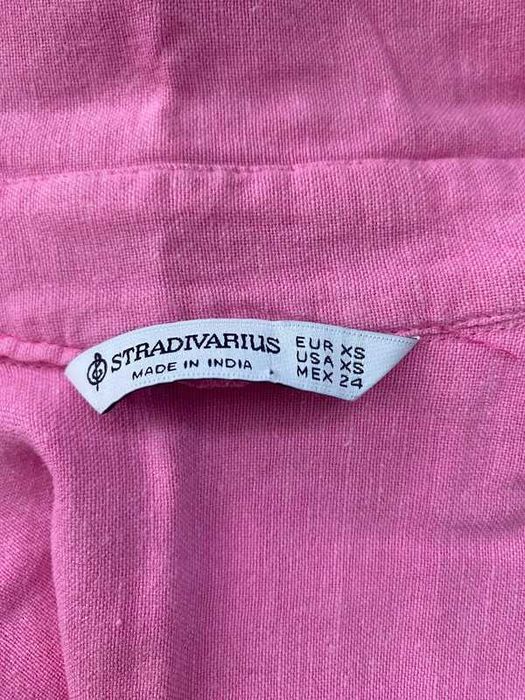 STRADIVARIUS
MADE IN INDIA
EUR XS
USA XS
MEX 24